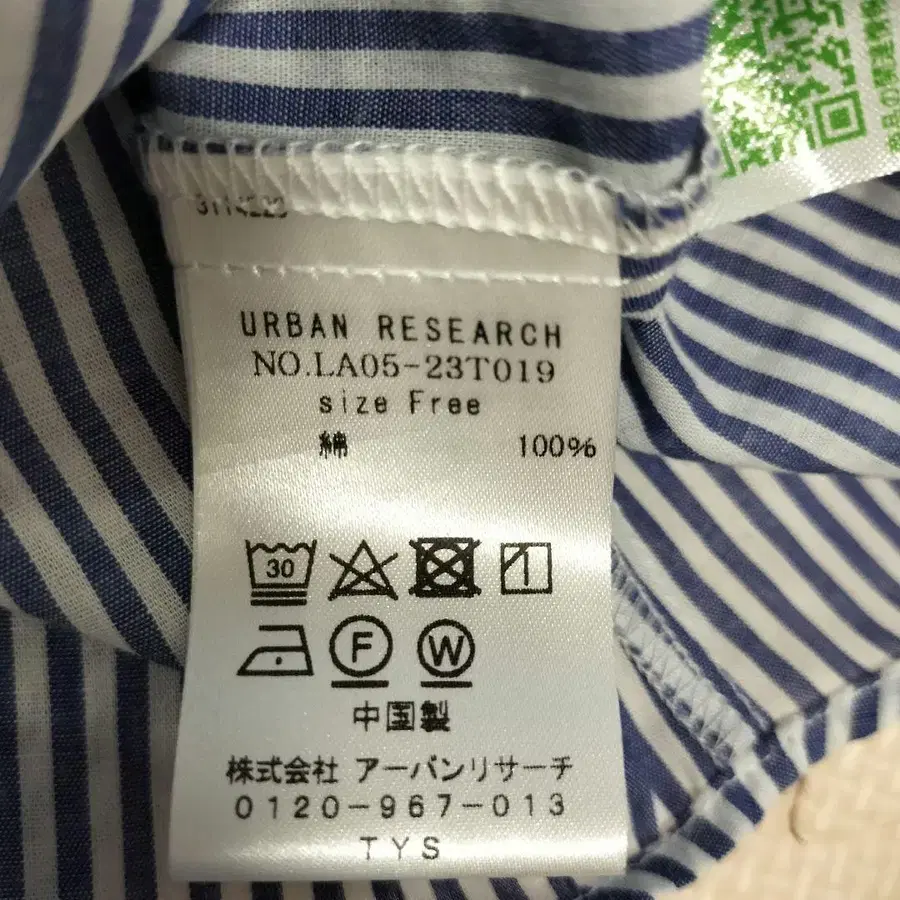 URBAN RESEARCH
NO.LA05-23T019
size Free
綿 100%
30
F W
中国製
株式会社 アーバンリサーチ
0120-967-013
TYS